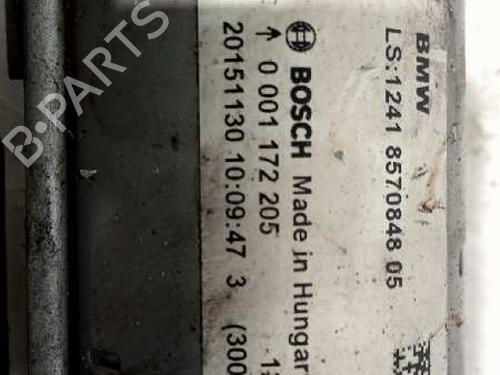 BMW
LS:1241 8570848 05
BOSCH Made in Hungar
0 001 172 205
20151130 10:09:47 3 (300
B-PARTS